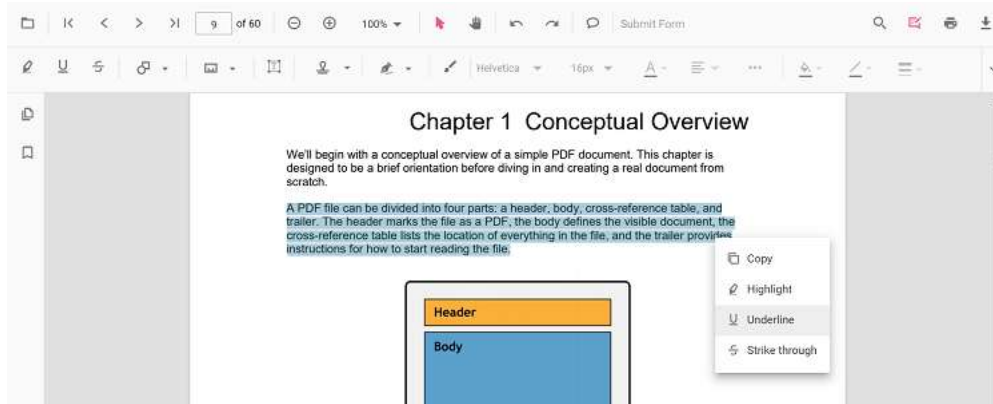 9 of 60 100% Submit Form
Helvetica 16px A
Chapter 1 Conceptual Overview
We'll begin with a conceptual overview of a simple PDF document. This chapter is
designed to be a brief orientation before diving in and creating a real document from
scratch.
A PDF file can be divided into four parts: a header, body, cross-reference table, and
trailer. The header marks the file as a PDF, the body defines the visible document, the
cross-reference table lists the location of everything in the file, and the trailer provides
instructions for how to start reading the file.
Copy
Highlight
Underline
Strike through
Header
Body